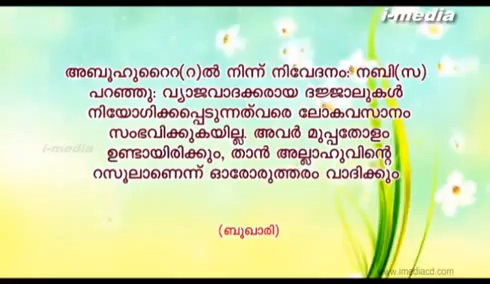 i-media
അബൂഹുറൈറ(റ)ൽ നിന്ന് നിവേദനം: നബി(സ)
പറഞ്ഞു: വ്യാജവാദക്കരായ ദജ്ജാലുകൾ
നിയോഗിക്കപ്പെടുന്നത്‌വരെ ലോകവസാനം
സംഭവിക്കുകയില്ല. അവർ മുപ്പതോളം
i-media
ഉണ്ടായിരിക്കും, താൻ അല്ലാഹുവിന്റെ
റസൂലാണെന്ന് ഓരോരുത്തരം വാദിക്കും
(ബുഖാരി)
www.imediacd.com